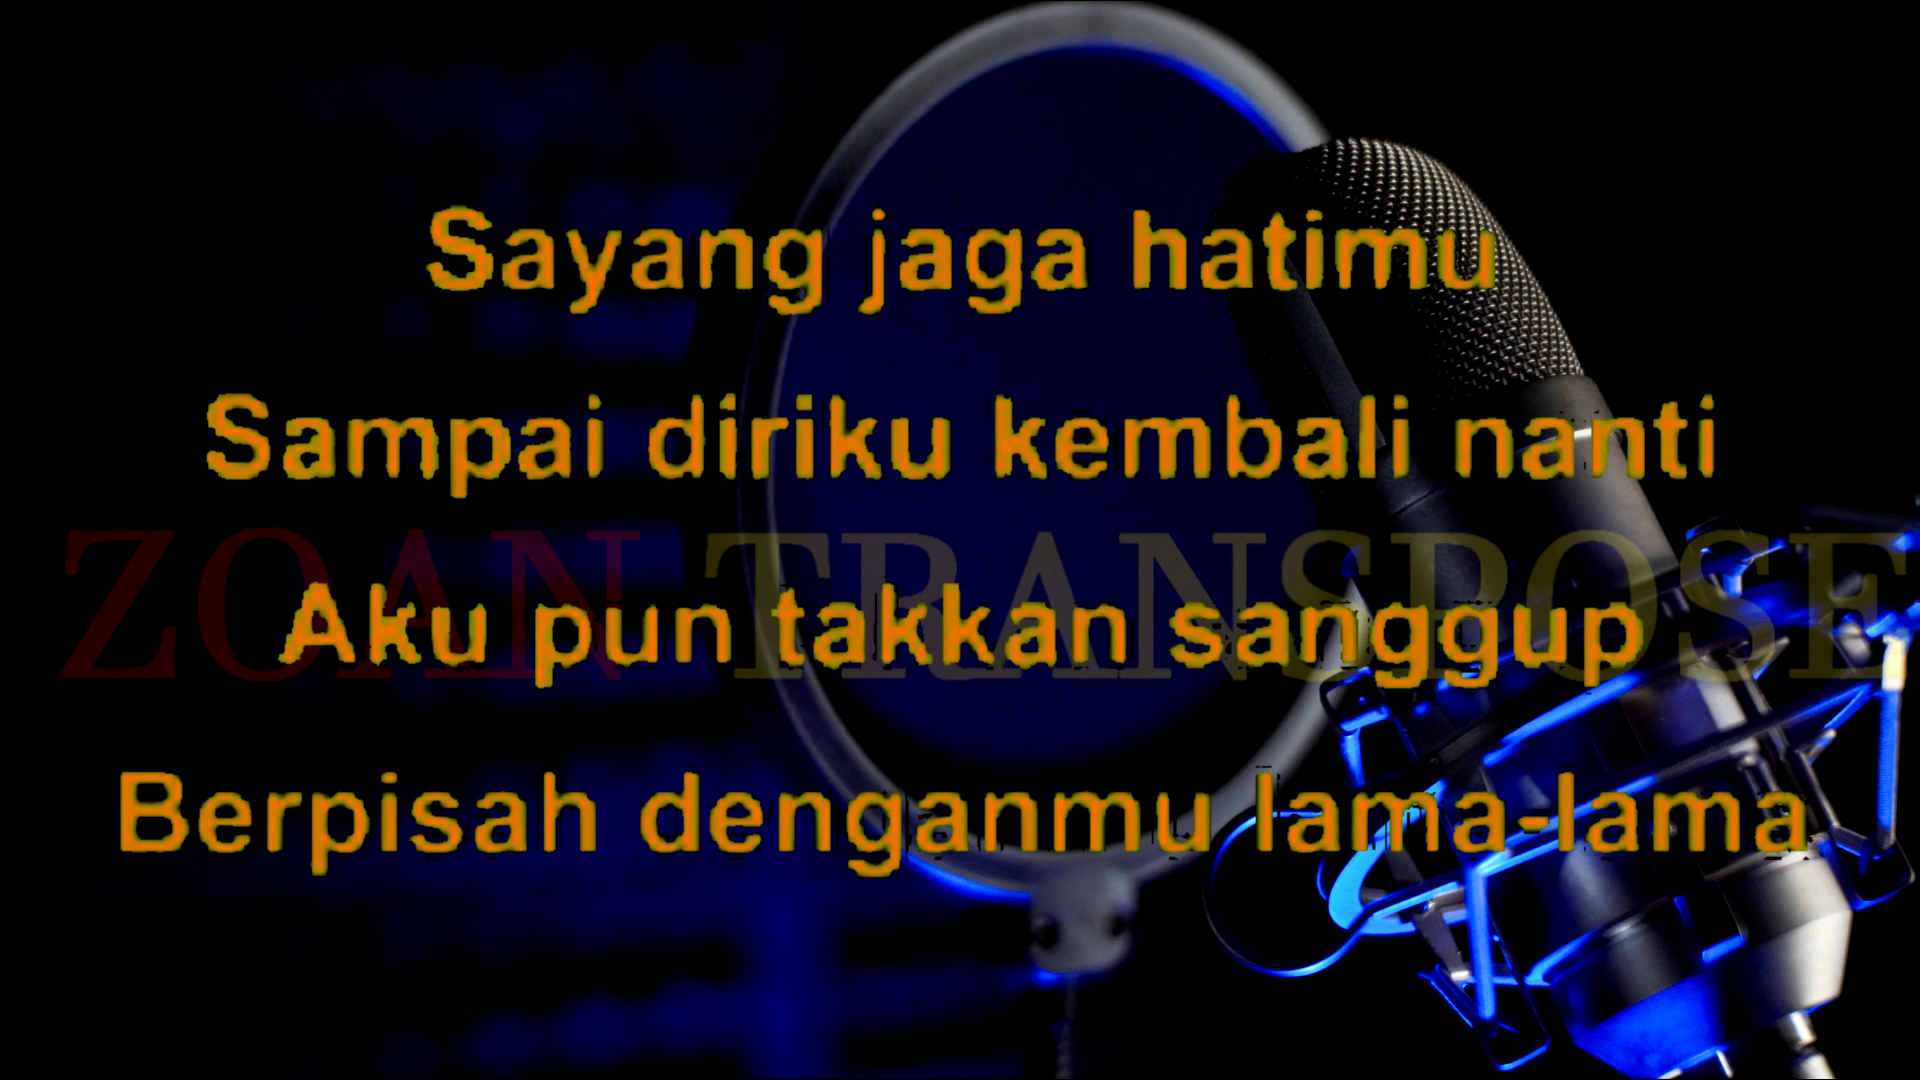 Sayang jaga hatimu
Sampai diriku kembali nanti
ZOAN TRANSPOSE
Aku pun takkan sanggup
Berpisah denganmu lama-lama